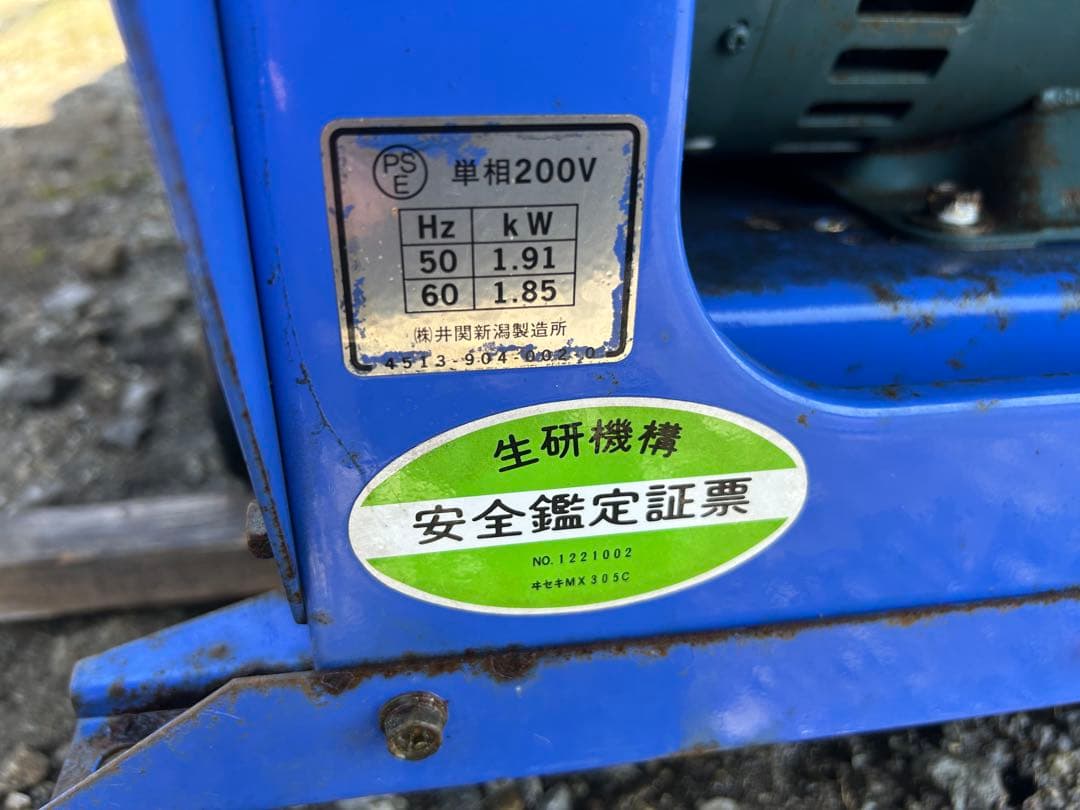 PS
E
単相200V
Hz kW
50 1.91
60 1.85
㈱井関新潟製造所
4513-904-002-0
生研機構
安全鑑定証票
NO. 1221002
ヰセキMX305C